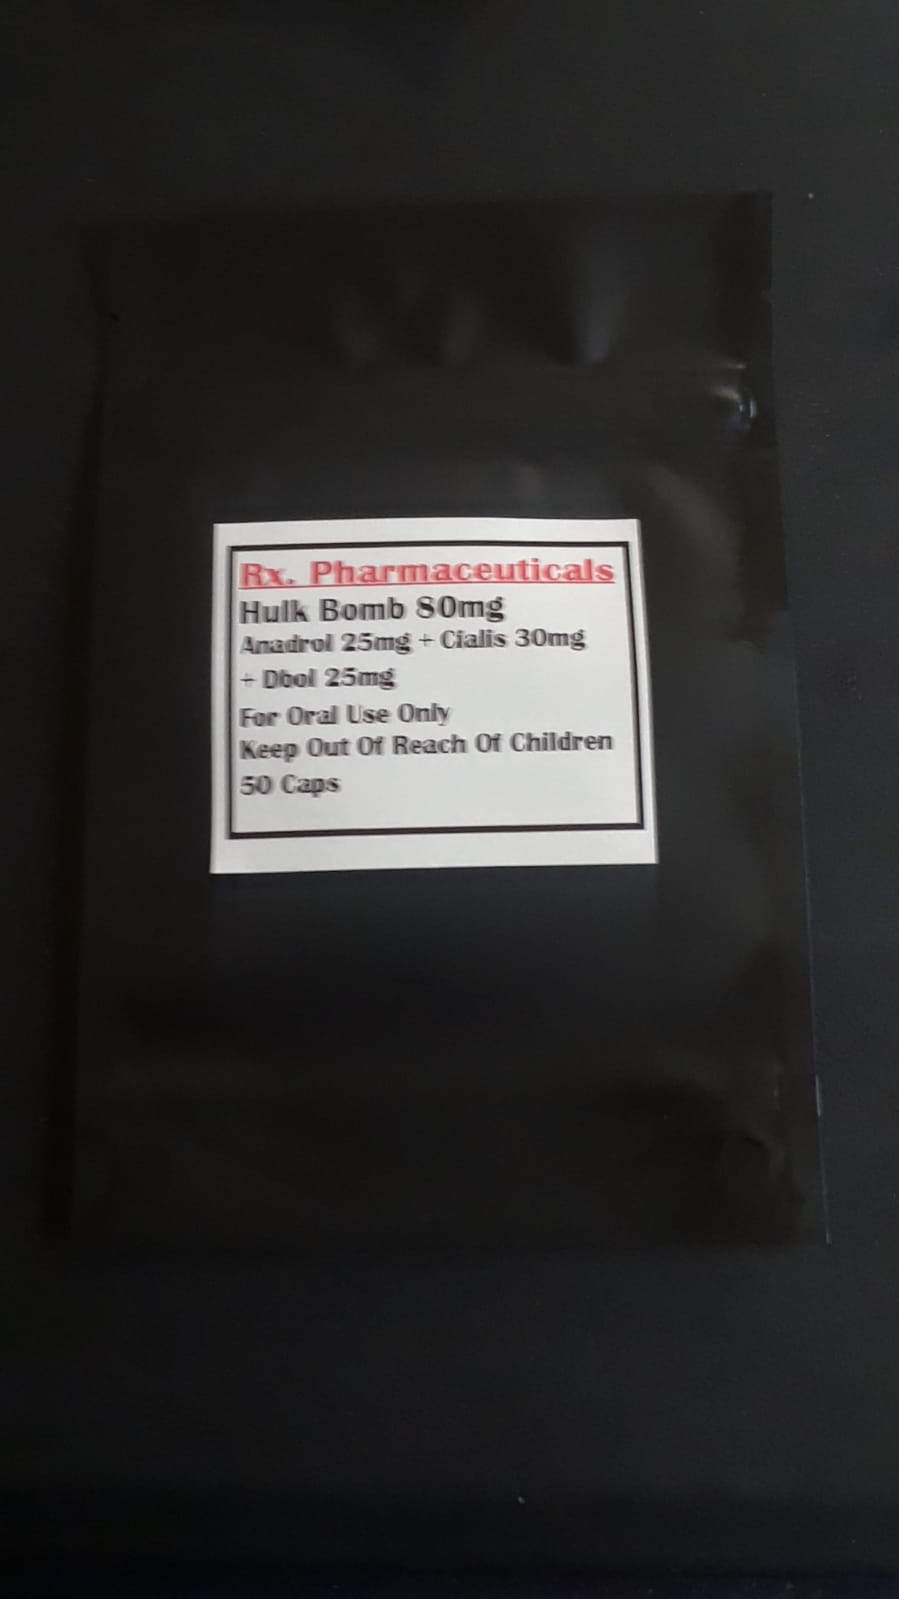 Rx. Pharmaceuticals
Hulk Bomb 80mg
Anadrol 25mg + Cialis 30mg
+ Dbol 25mg
For Oral Use Only
Keep Out Of Reach Of Children
50 Caps